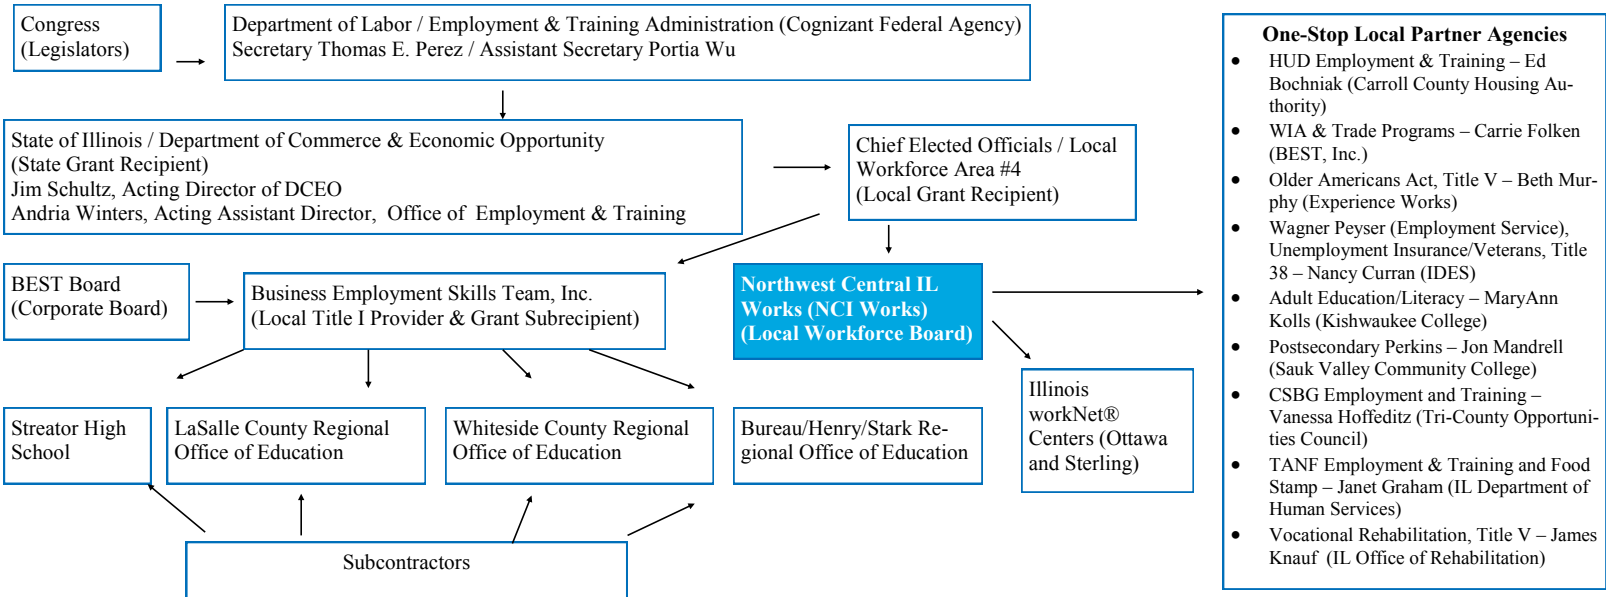 Congress
(Legislators)
Department of Labor / Employment & Training Administration (Cognizant Federal Agency)
Secretary Thomas E. Perez / Assistant Secretary Portia Wu
State of Illinois / Department of Commerce & Economic Opportunity
(State Grant Recipient)
Jim Schultz, Acting Director of DCEO
Andria Winters, Acting Assistant Director, Office of Employment & Training
Chief Elected Officials / Local
Workforce Area #4
(Local Grant Recipient)
BEST Board
(Corporate Board)
Business Employment Skills Team, Inc.
(Local Title I Provider & Grant Subrecipient)
Northwest Central IL
Works (NCI Works)
(Local Workforce Board)
Streator High
School
LaSalle County Regional
Office of Education
Whiteside County Regional
Office of Education
Bureau/Henry/Stark Re-
gional Office of Education
Illinois
workNet®
Centers (Ottawa
and Sterling)
Subcontractors
One-Stop Local Partner Agencies
• HUD Employment & Training – Ed
Bochniak (Carroll County Housing Au-
thority)
• WIA & Trade Programs – Carrie Folken
(BEST, Inc.)
• Older Americans Act, Title V – Beth Mur-
phy (Experience Works)
• Wagner Peyser (Employment Service),
Unemployment Insurance/Veterans, Title
38 – Nancy Curran (IDES)
• Adult Education/Literacy – MaryAnn
Kolls (Kishwaukee College)
• Postsecondary Perkins – Jon Mandrell
(Sauk Valley Community College)
• CSBG Employment and Training –
Vanessa Hoffeditz (Tri-County Opportuni-
ties Council)
• TANF Employment & Training and Food
Stamp – Janet Graham (IL Department of
Human Services)
• Vocational Rehabilitation, Title V – James
Knauf (IL Office of Rehabilitation)